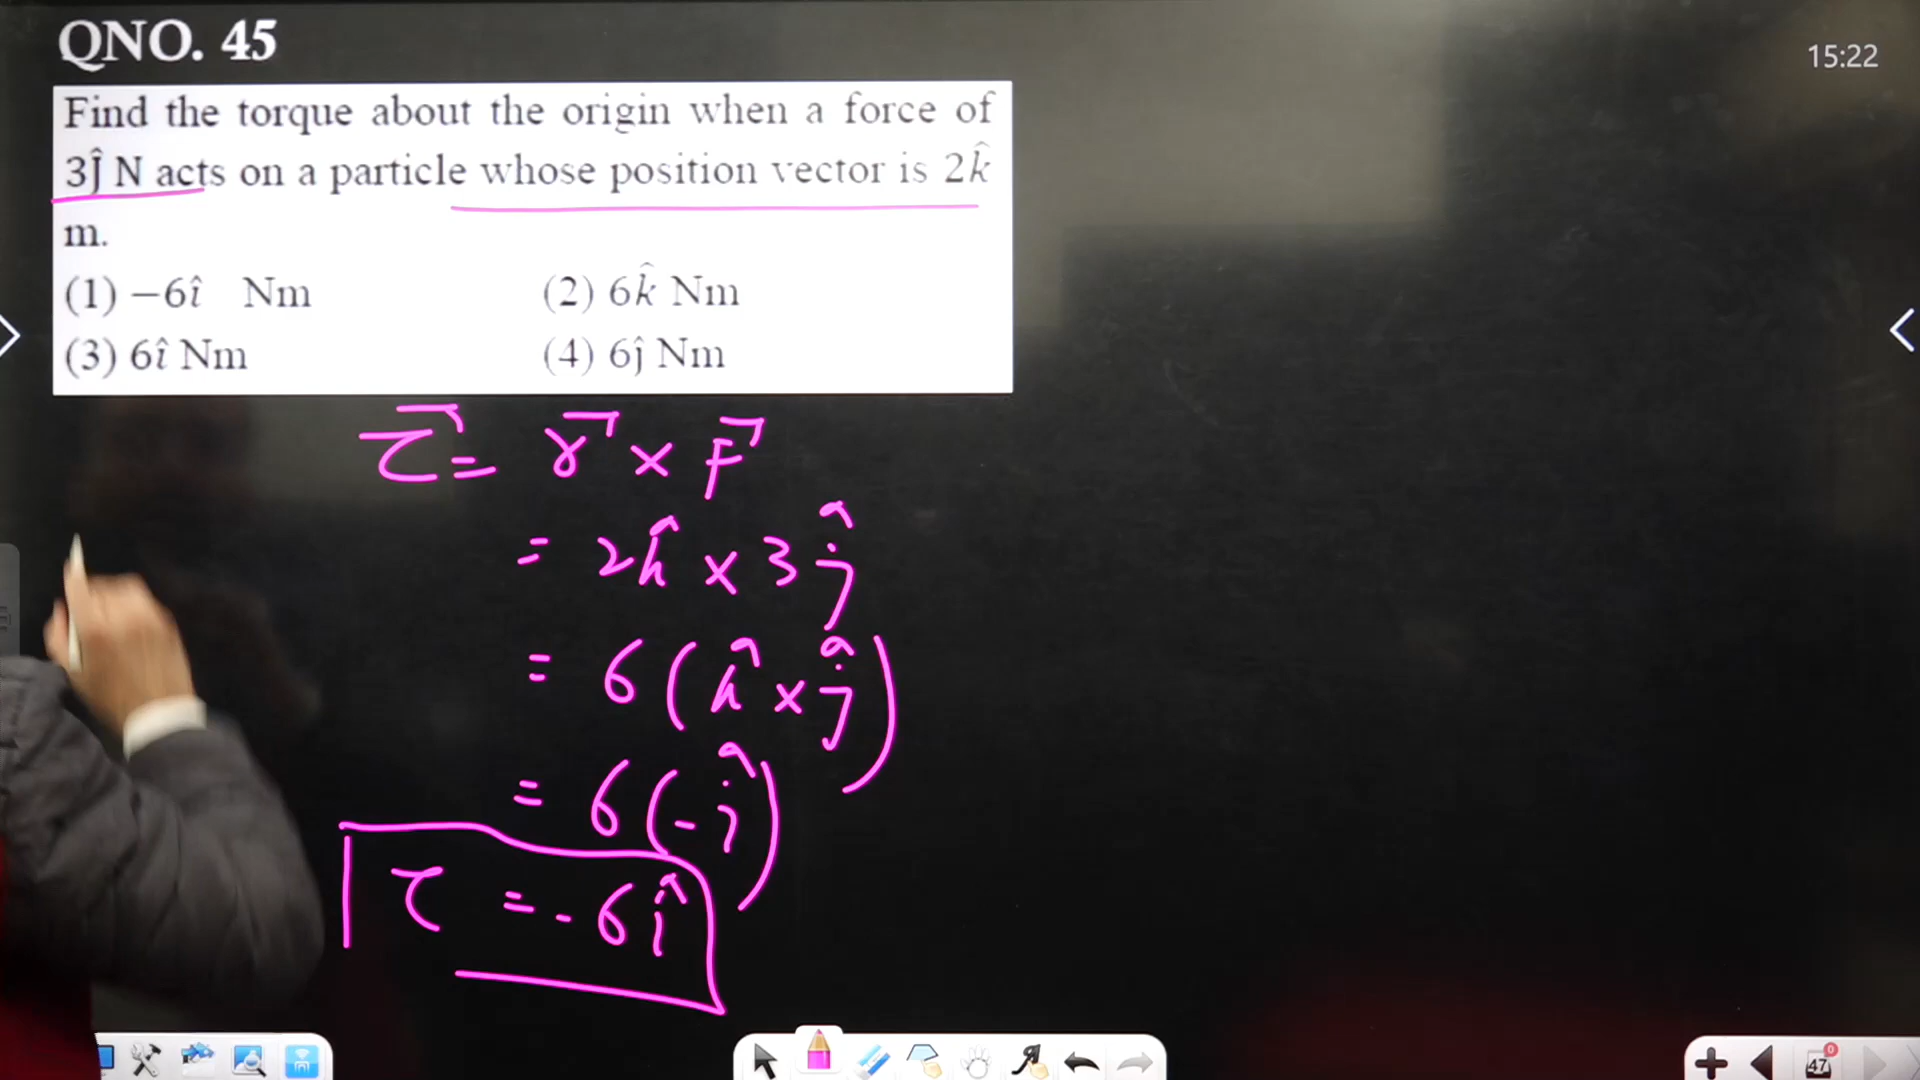 QNO. 45
15:22
Find the torque about the origin when a force of
3ĵ N acts on a particle whose position vector is 2k̂
m.
(1) −6î Nm (2) 6k̂ Nm
(3) 6î Nm (4) 6ĵ Nm
τ⃗ = r⃗ × F⃗
= 2k̂ × 3ĵ
= 6(k̂ × ĵ)
= 6(-î)
τ = -6î
47
0